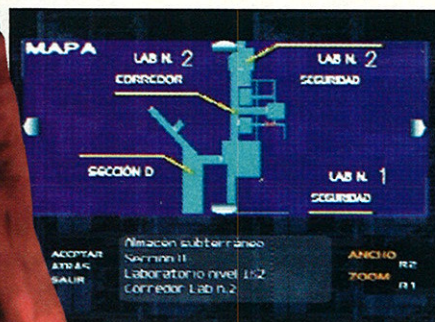 MAPA
LAB N. 2
CORREDOR
LAB N. 2
SEGURIDAD
SECCIÓN D
LAB N. 1
SEGURIDAD
ACEPTAR
ATRÁS
SALIR
Almacén subterráneo
Sección D
Laboratorio nivel 1&2
Corredor Lab n.2
ANCHO
R2
ZOOM
R1